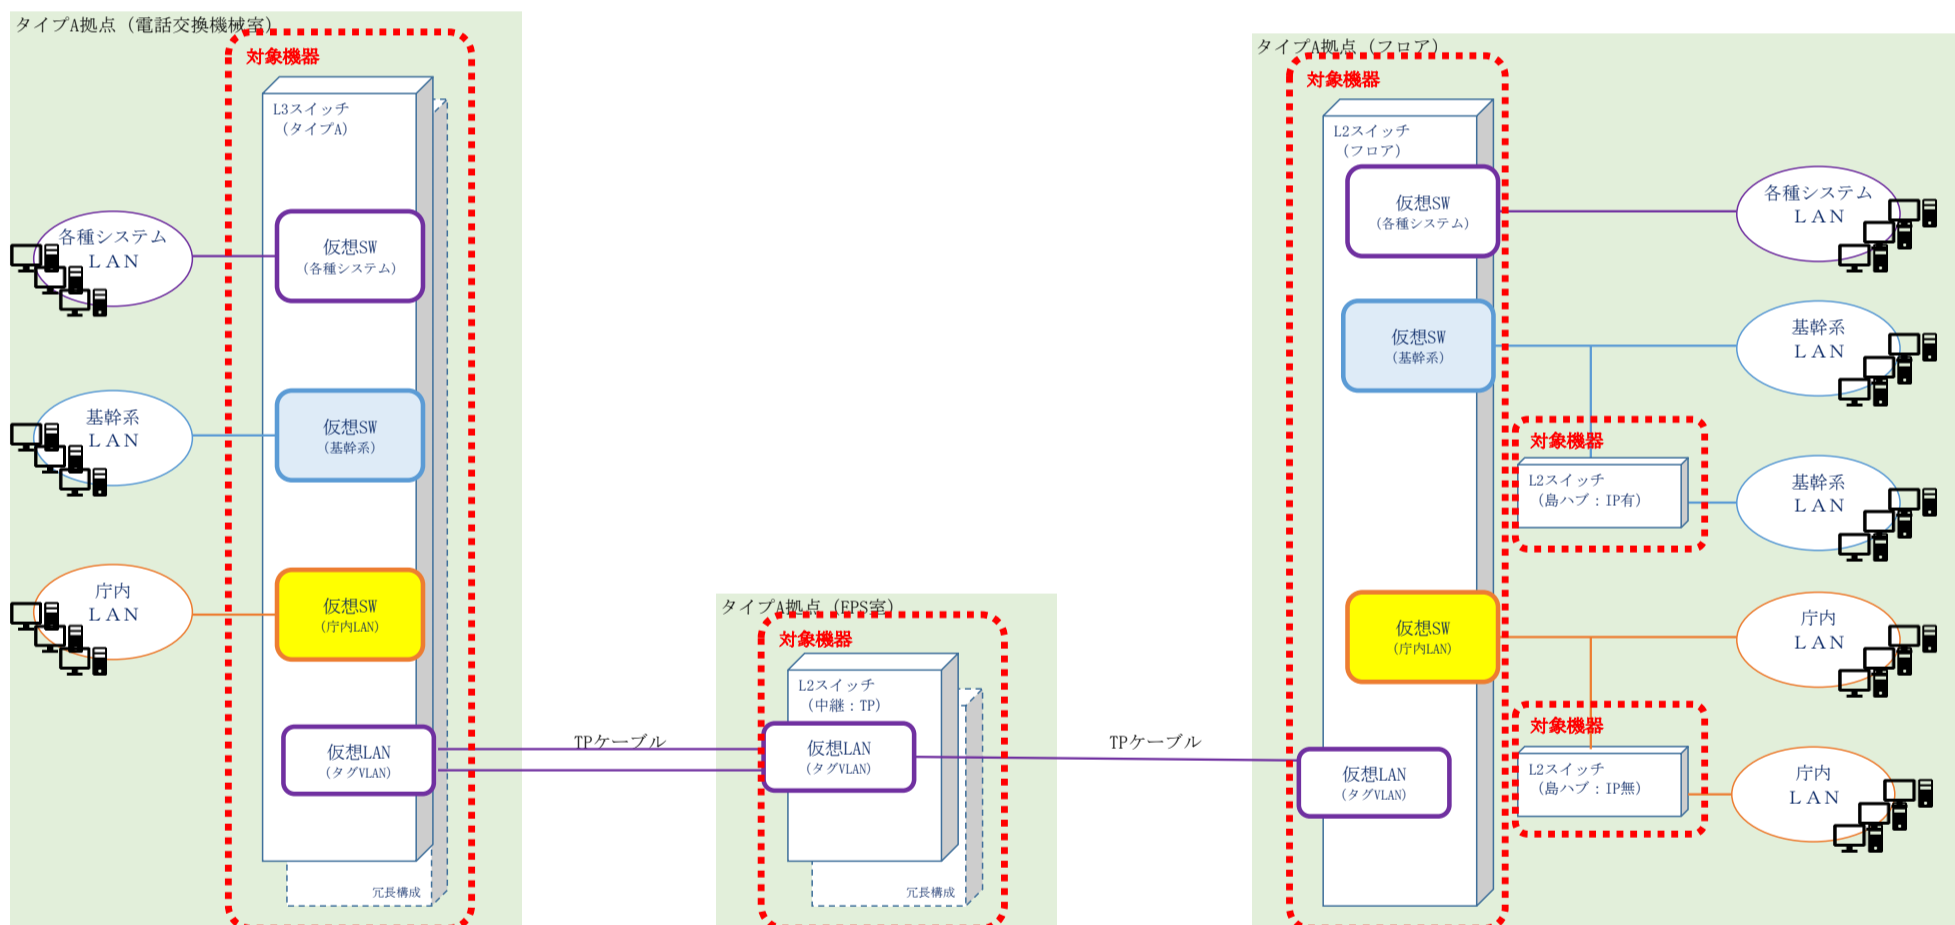 タイプA拠点（電話交換機械室）
対象機器
L3スイッチ
（タイプA）
各種システム
ＬＡＮ
仮想SW
（各種システム）
基幹系
ＬＡＮ
仮想SW
（基幹系）
庁内
ＬＡＮ
仮想SW
（庁内LAN）
仮想LAN
（タグVLAN）
冗長構成
TPケーブル
タイプA拠点（EPS室）
対象機器
L2スイッチ
（中継：TP）
仮想LAN
（タグVLAN）
冗長構成
TPケーブル
タイプA拠点（フロア）
対象機器
L2スイッチ
（フロア）
仮想SW
（各種システム）
各種システム
ＬＡＮ
仮想SW
（基幹系）
基幹系
ＬＡＮ
対象機器
L2スイッチ
（島ハブ：IP有）
基幹系
ＬＡＮ
仮想SW
（庁内LAN）
庁内
ＬＡＮ
対象機器
L2スイッチ
（島ハブ：IP無）
庁内
ＬＡＮ
仮想LAN
（タグVLAN）